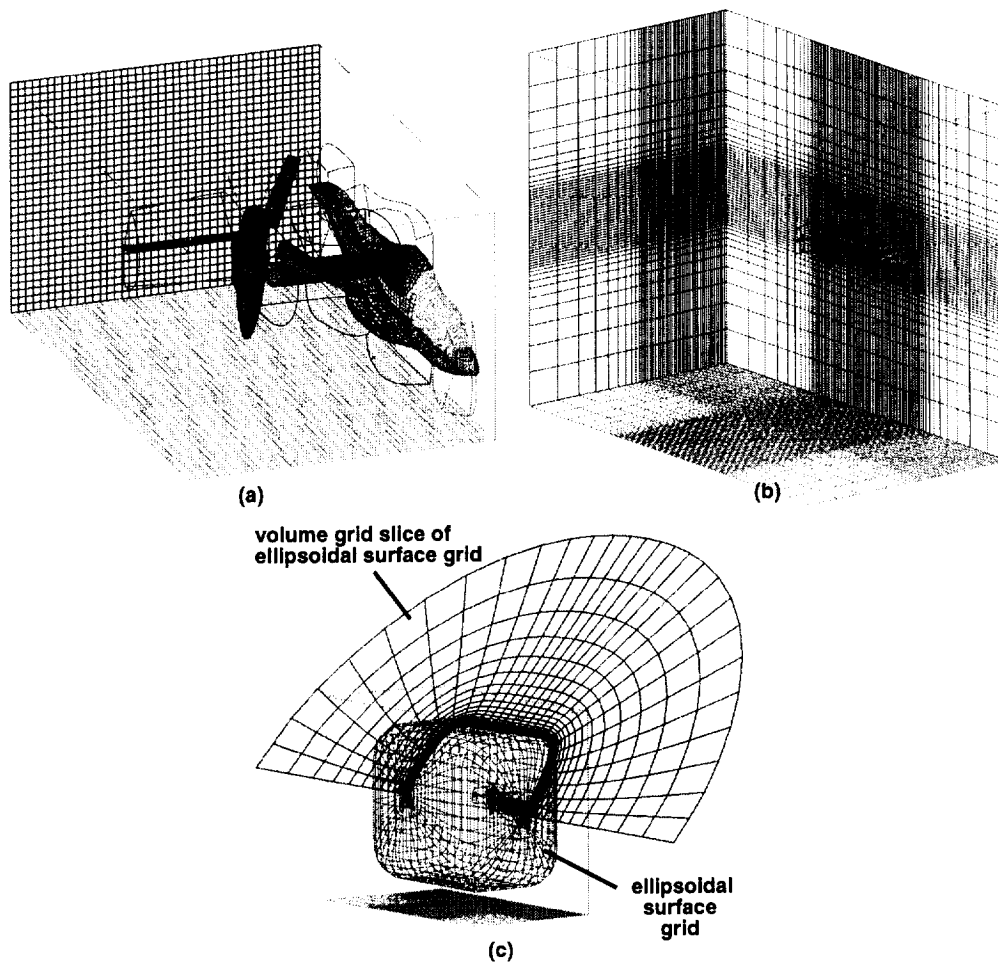 (a)
(b)
volume grid slice of
ellipsoidal surface grid
ellipsoidal
surface
grid
(c)